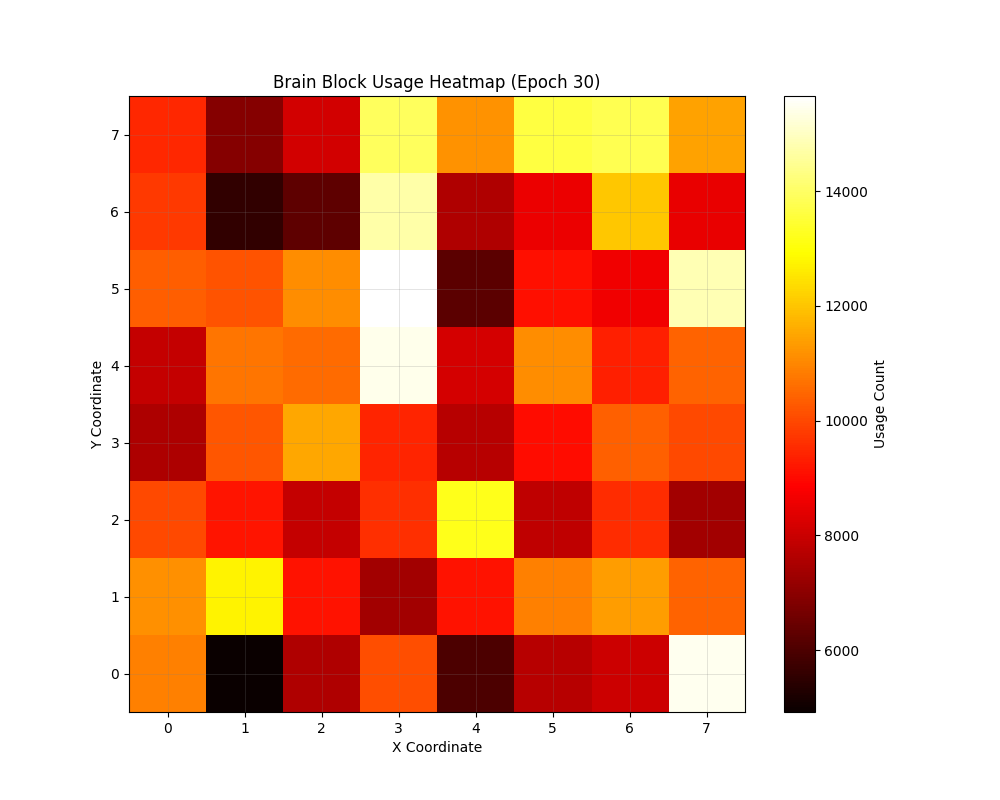 Brain Block Usage Heatmap (Epoch 30)
7
6
5
4
3
2
1
0
Y Coordinate
0 1 2 3 4 5 6 7
X Coordinate
14000
12000
10000
8000
6000
Usage Count